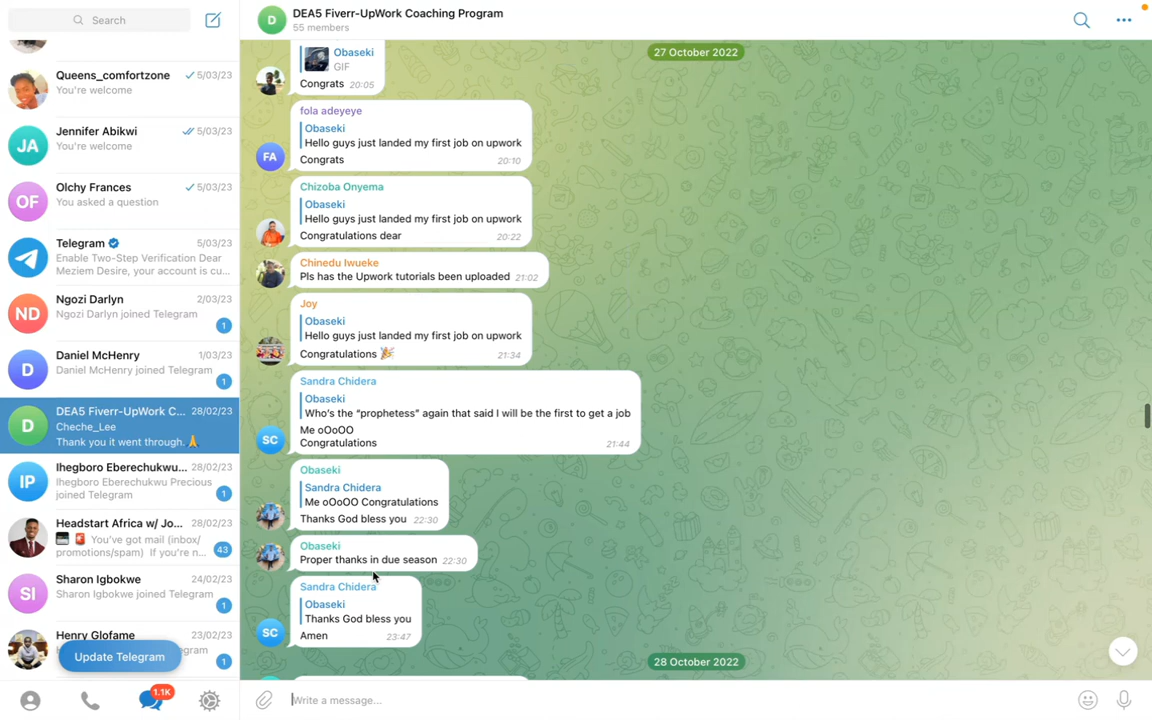 Search
Queens_comfortzone 5/03/23
You're welcome
JA
Jennifer Abikwi 5/03/23
You're welcome
OF
Olchy Frances 5/03/23
You asked a question
Telegram 5/03/23
Enable Two-Step Verification Dear
Meziem Desire, your account is cu...
ND
Ngozi Darlyn 2/03/23
Ngozi Darlyn joined Telegram
1
D
Daniel McHenry 1/03/23
Daniel McHenry joined Telegram
1
D
DEA5 Fiverr-UpWork C... 28/02/23
Cheche_Lee
Thank you it went through. 🙏
IP
Ihegboro Eberechukwu... 28/02/23
Ihegboro Eberechukwu Precious
joined Telegram
1
Headstart Africa w/ Jo... 28/02/23
You've got mail (inbox/
promotions/spam) If you're n...
43
SI
Sharon Igbokwe 24/02/23
Sharon Igbokwe joined Telegram
1
Henry Glofame 23/02/23
1
Update Telegram
1.1K
D
DEA5 Fiverr-UpWork Coaching Program
55 members
27 October 2022
Obaseki
GIF
Congrats 20:05
fola adeyeye
Obaseki
Hello guys just landed my first job on upwork
Congrats 20:10
FA
Chizoba Onyema
Obaseki
Hello guys just landed my first job on upwork
Congratulations dear 20:22
Chinedu Iwueke
Pls has the Upwork tutorials been uploaded 21:02
Joy
Obaseki
Hello guys just landed my first job on upwork
Congratulations 🎉 21:34
Sandra Chidera
Obaseki
Who's the “prophetess” again that said I will be the first to get a job
Me oOoOO
Congratulations 21:44
SC
Obaseki
Sandra Chidera
Me oOoOO Congratulations
Thanks God bless you 22:30
Obaseki
Proper thanks in due season 22:30
Sandra Chidera
Obaseki
Thanks God bless you
Amen 23:47
SC
28 October 2022
Write a message...